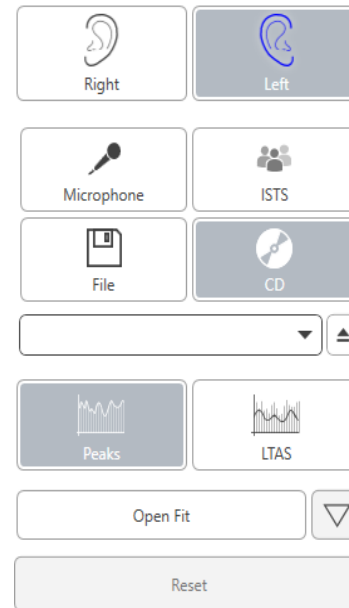 Right
Left
Microphone
ISTS
File
CD
Peaks
LTAS
Open Fit
Reset